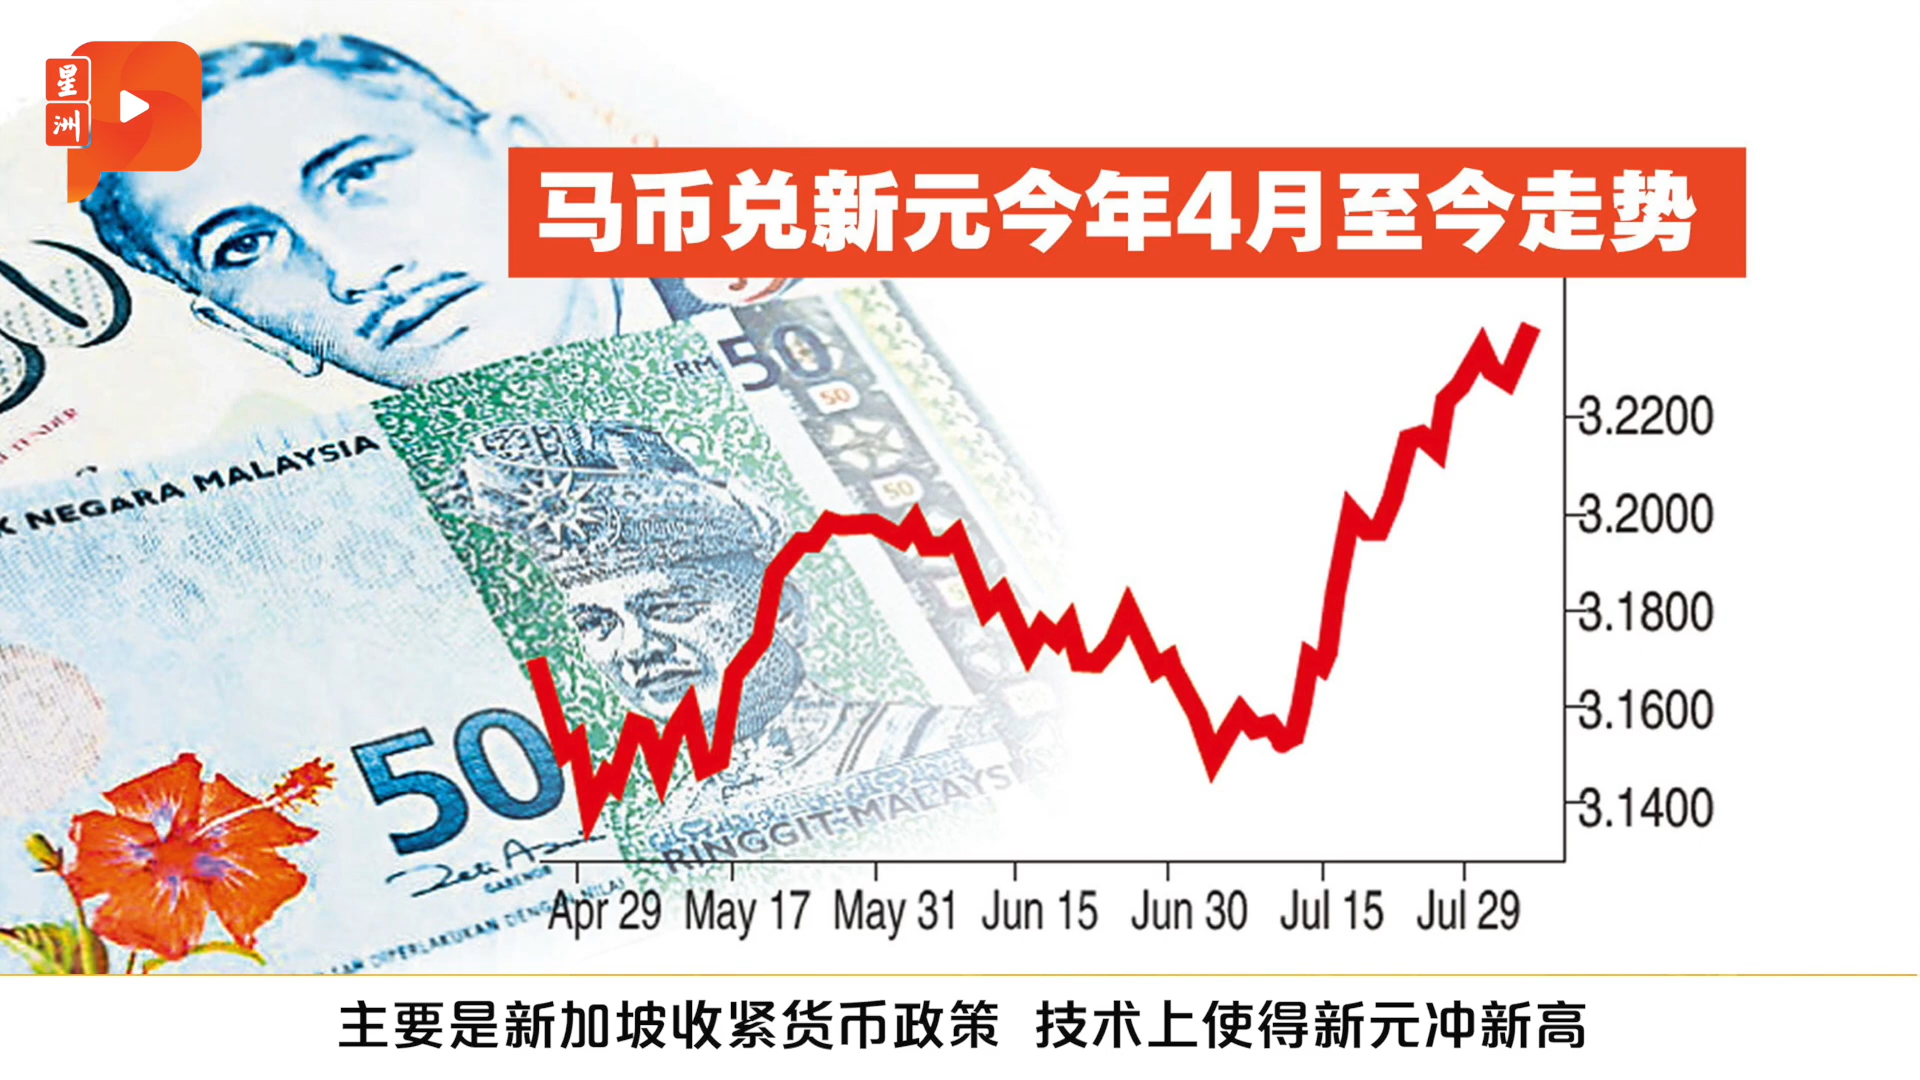 星洲
马币兑新元今年4月至今走势
RM50
50
50
K NEGARA MALAYSIA
50
RINGGIT MALAYS
3.2200
3.2000
3.1800
3.1600
3.1400
Apr 29 May 17 May 31 Jun 15 Jun 30 Jul 15 Jul 29
主要是新加坡收紧货币政策 技术上使得新元冲新高